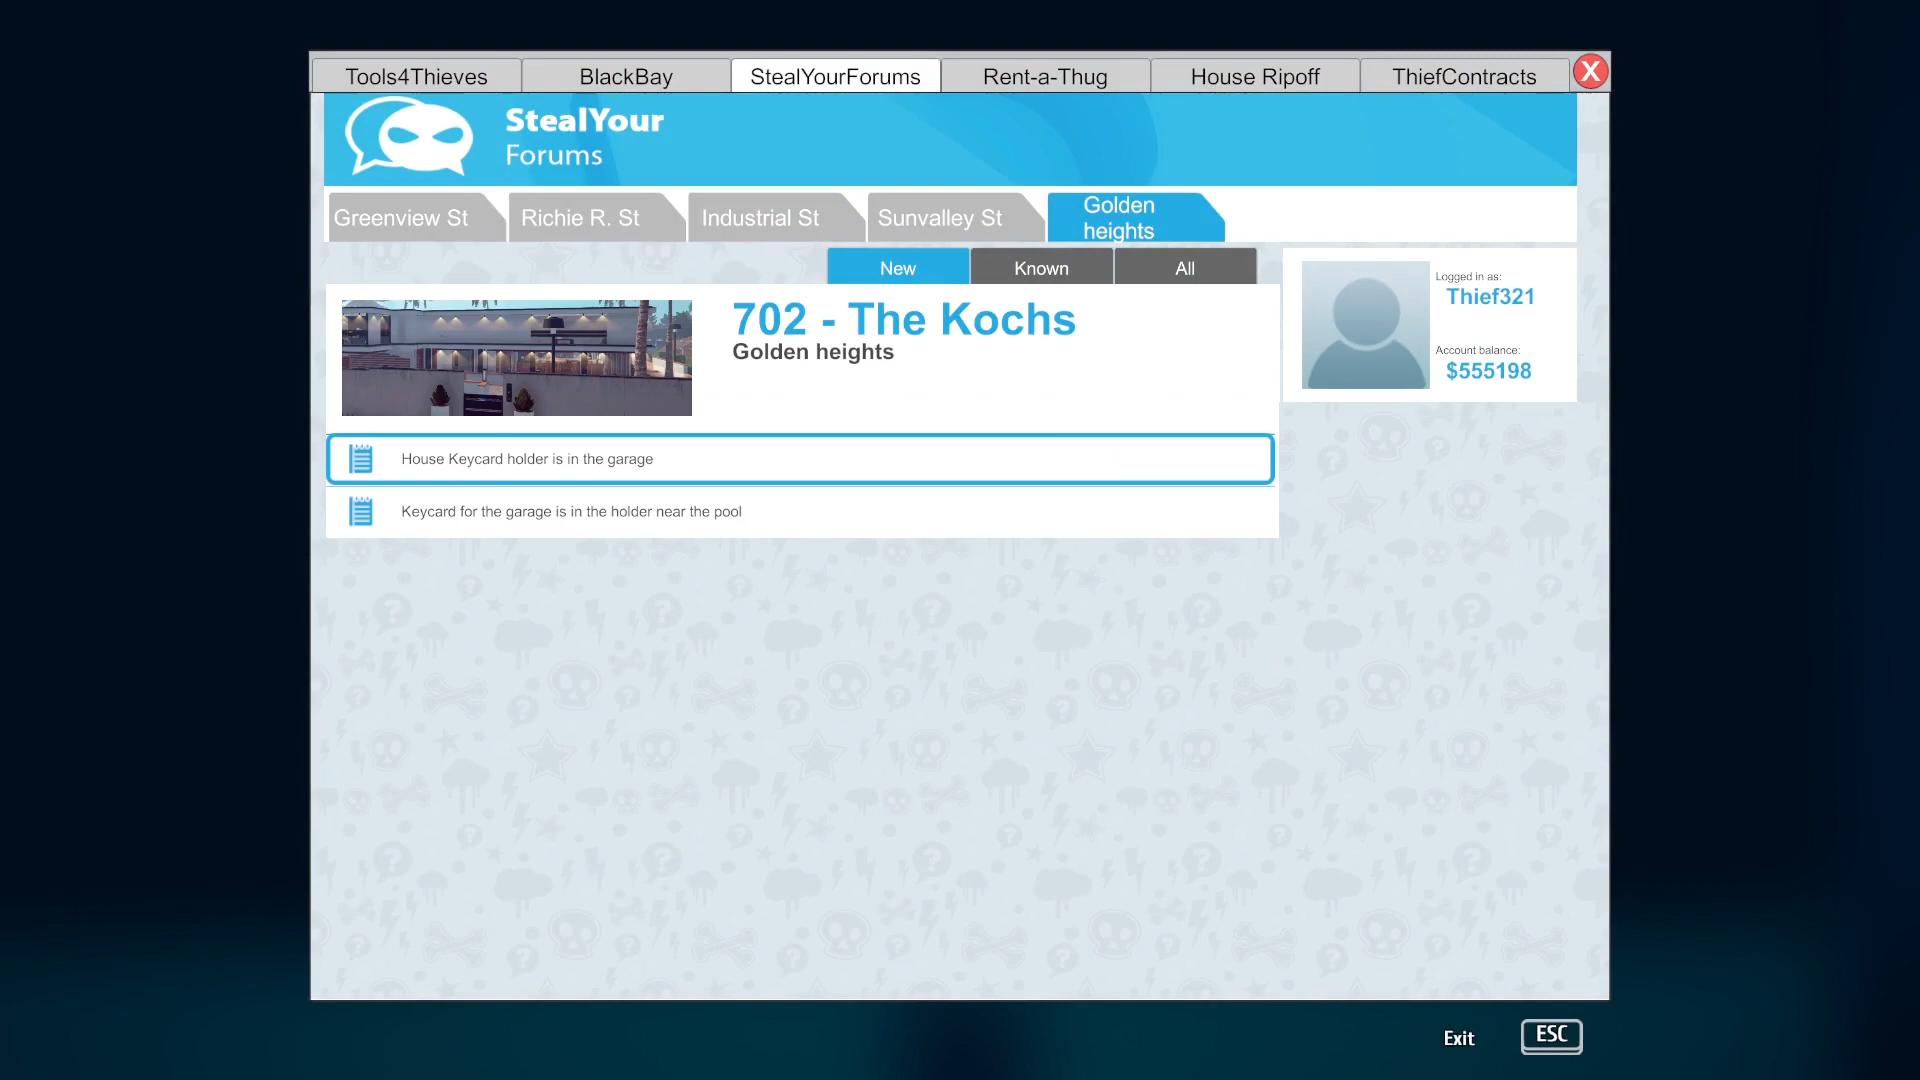 Tools4Thieves
BlackBay
StealYourForums
Rent-a-Thug
House Ripoff
ThiefContracts
X
StealYour
Forums
Greenview St
Richie R. St
Industrial St
Sunvalley St
Golden
heights
New
Known
All
702 - The Kochs
Golden heights
Logged in as:
Thief321
Account balance:
$555198
House Keycard holder is in the garage
Keycard for the garage is in the holder near the pool
Exit
ESC